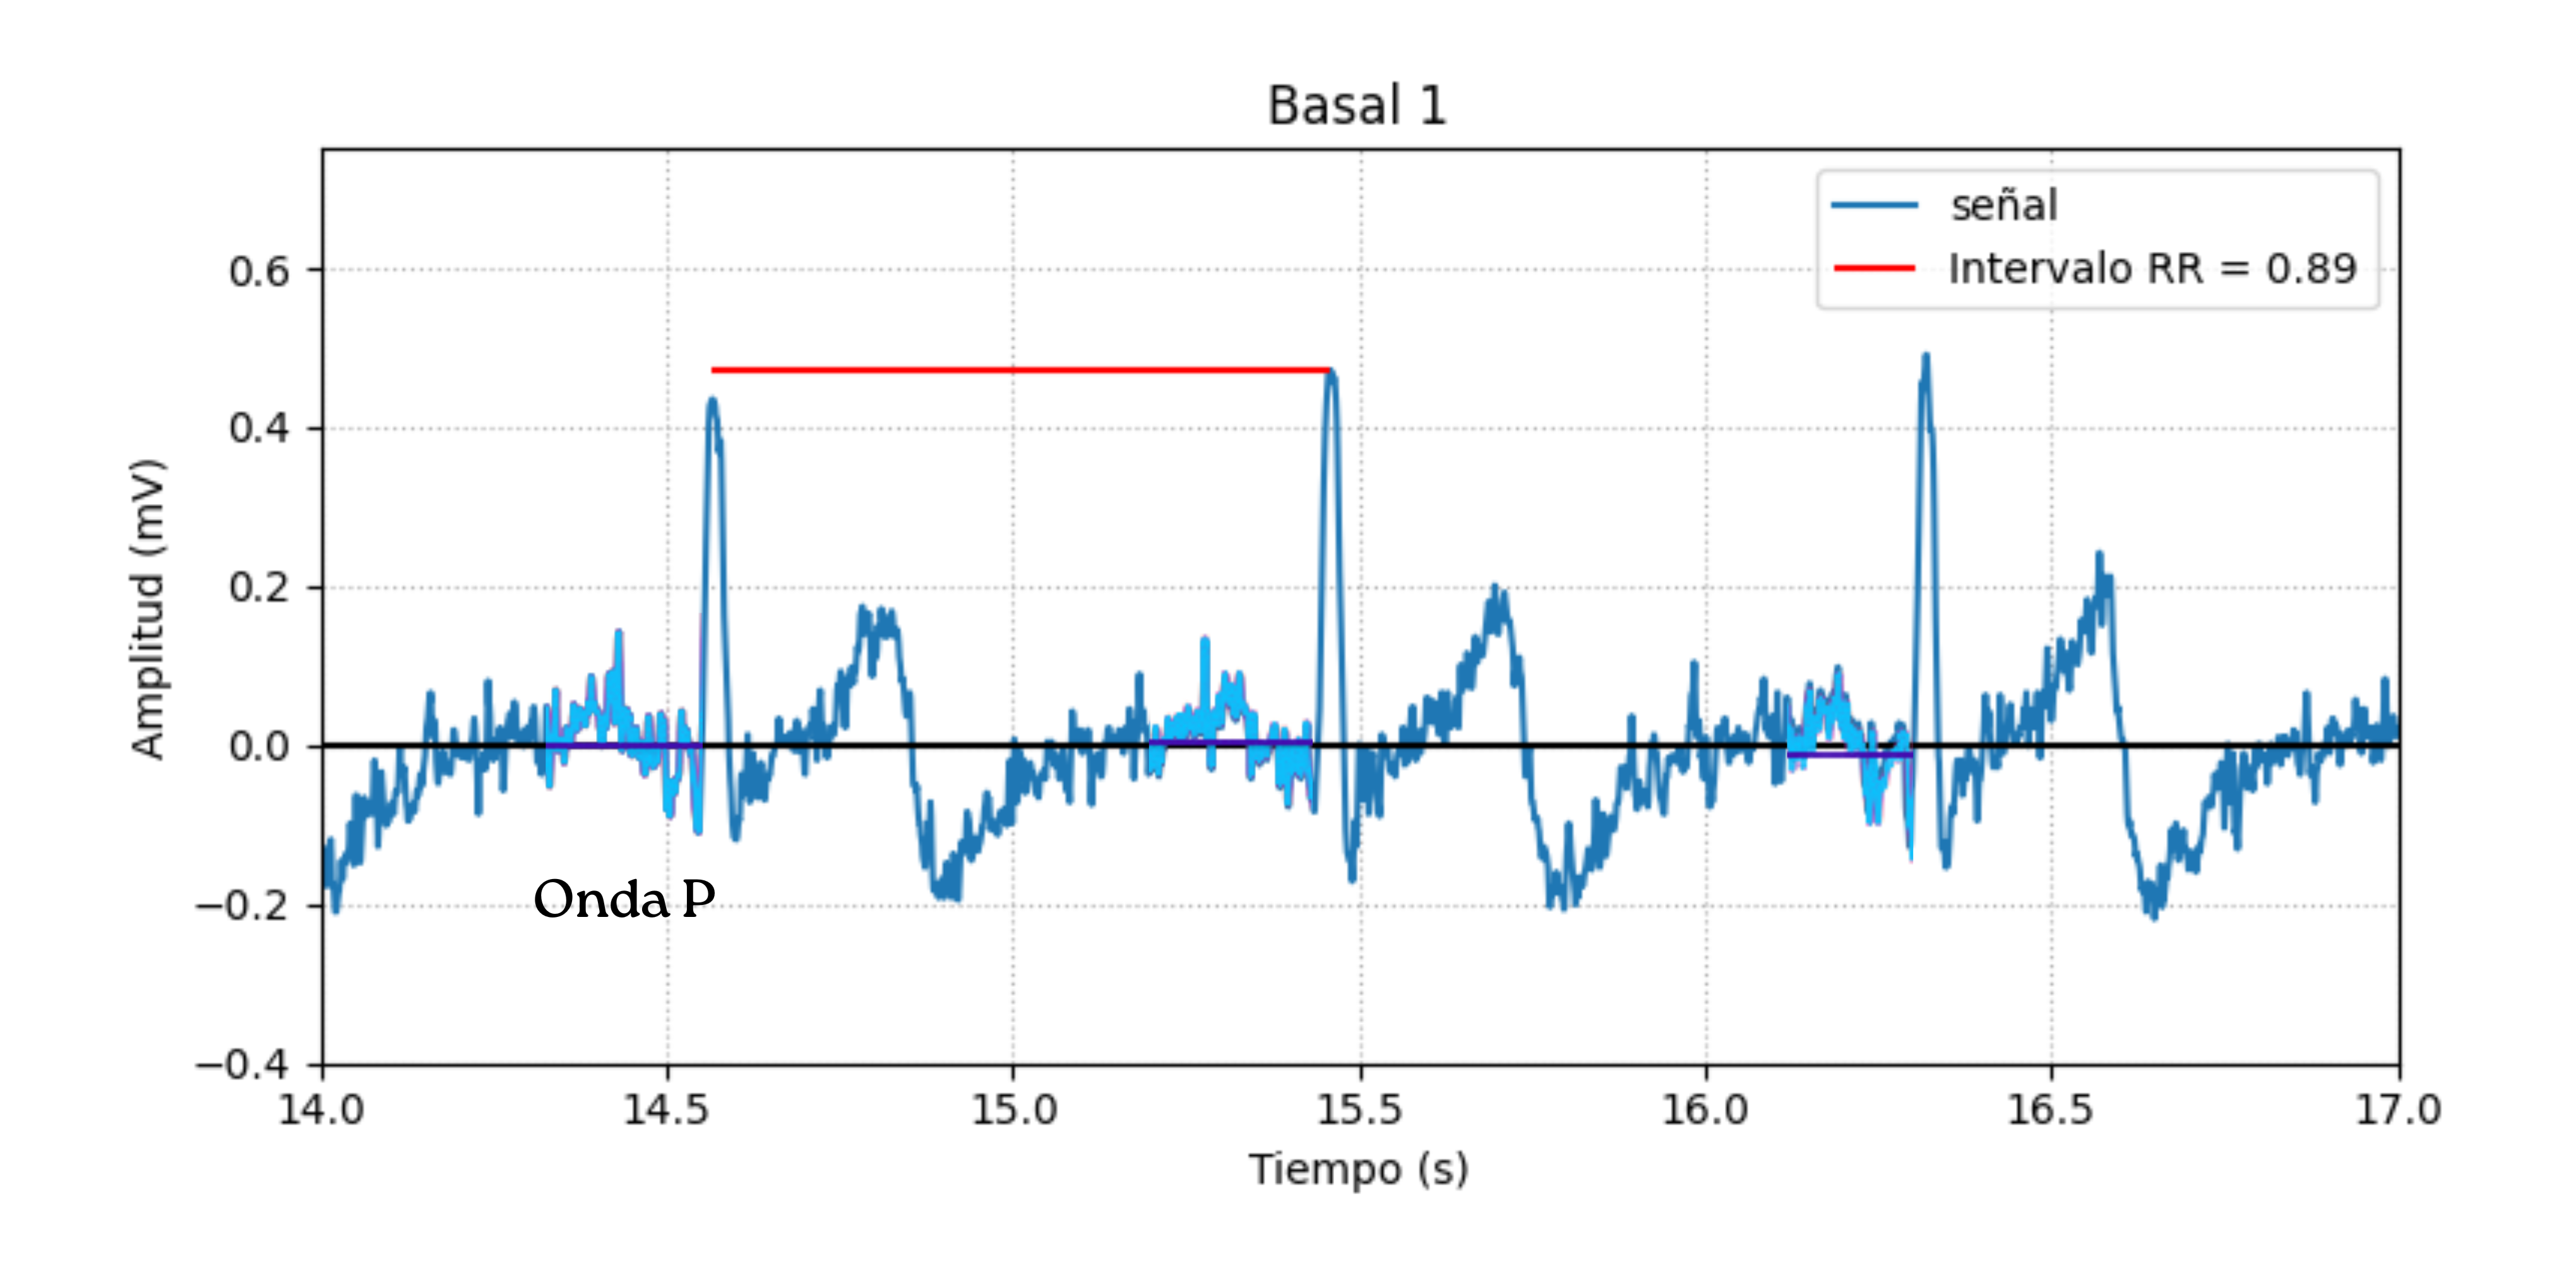 Basal 1
señal
Intervalo RR = 0.89
Amplitud (mV)
0.6
0.4
0.2
0.0
−0.2
−0.4
Onda P
14.0 14.5 15.0 15.5 16.0 16.5 17.0
Tiempo (s)